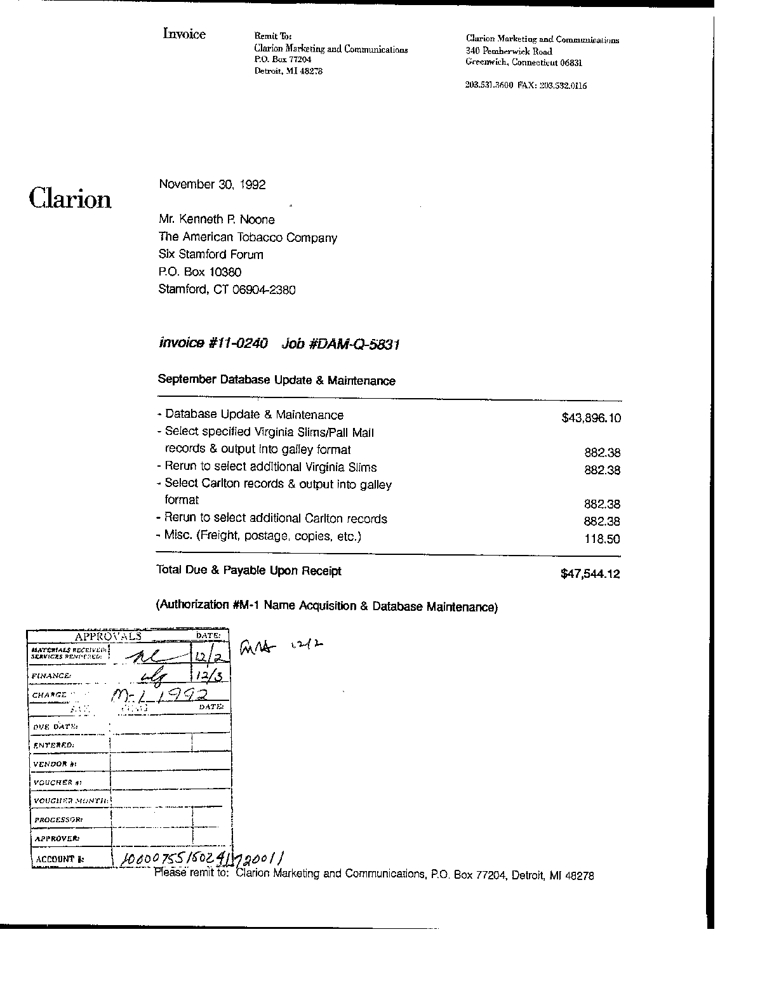 Invoice
Remit To:
Clarion Marketing and Communications
P.O. Box 77204
Detroit, MI 48278
Clarion Marketing and Communications
340 Pemberwick Road
Greenwich, Connecticut 06831
203.531.3600 FAX: 203.532.0116
Clarion
November 30, 1992
Mr. Kenneth P. Noone
The American Tobacco Company
Six Stamford Forum
P.O. Box 10380
Stamford, CT 06904-2380
invoice #11-0240 Job #DAM-Q-5831
September Database Update & Maintenance
- Database Update & Maintenance $43,896.10
- Select specified Virginia Slims/Pall Mall
records & output into galley format 882.38
- Rerun to select additional Virginia Slims 882.38
- Select Carlton records & output into galley
format 882.38
- Rerun to select additional Carlton records 882.38
- Misc. (Freight, postage, copies, etc.) 118.50
Total Due & Payable Upon Receipt $47,544.12
(Authorization #M-1 Name Acquisition & Database Maintenance)
APPROVALS DATE:
MATERIALS RECEIVED/
SERVICES RENDERED: 12/2
12/2
FINANCE: 12/3
CHARGE M-1 1992
DATE:
DUE DATE:
ENTERED:
VENDOR #:
VOUCHER #:
VOUCHER MONTH:
PROCESSOR:
APPROVER:
ACCOUNT #:
Please remit to: Clarion Marketing and Communications, P.O. Box 77204, Detroit, MI 48278